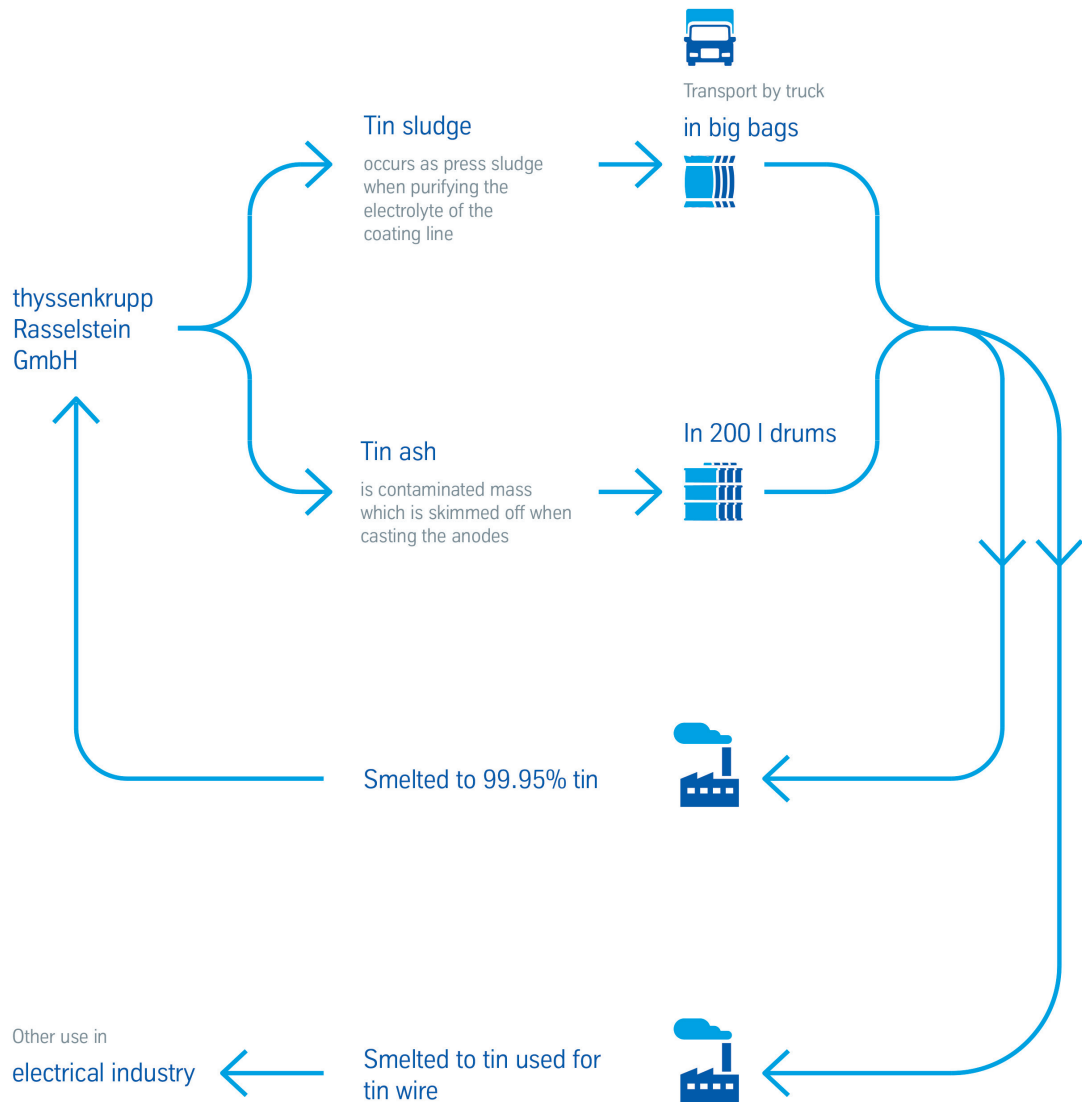 Transport by truck
in big bags
Tin sludge
occurs as press sludge
when purifying the
electrolyte of the
coating line
thyssenkrupp
Rasselstein
GmbH
In 200 l drums
Tin ash
is contaminated mass
which is skimmed off when
casting the anodes
Smelted to 99.95% tin
Other use in
electrical industry
Smelted to tin used for
tin wire